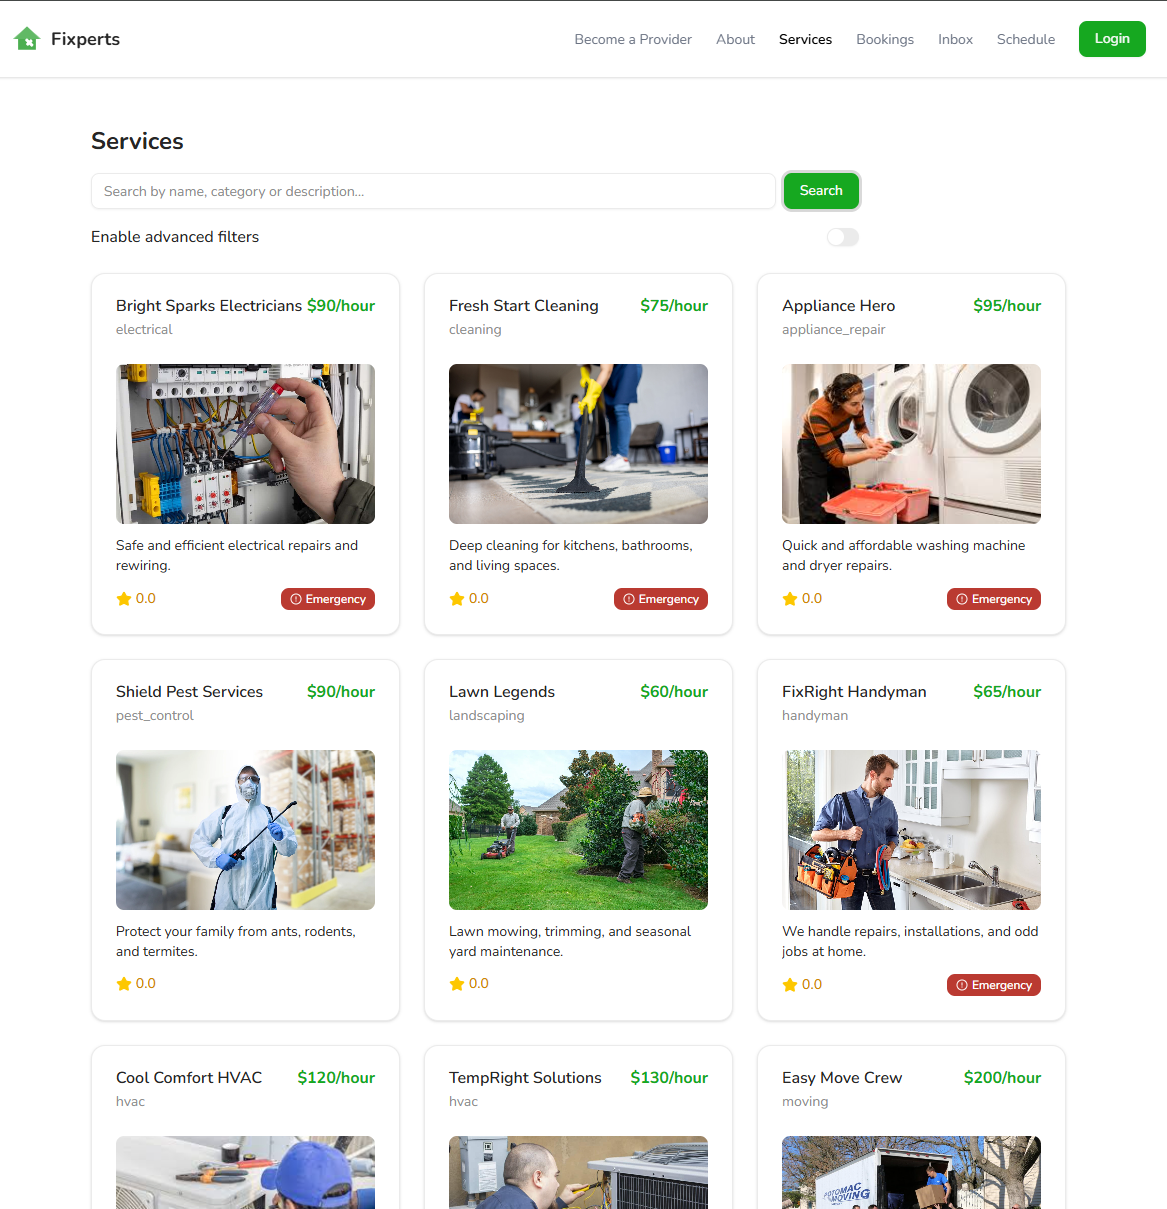 Fixperts
Become a Provider
About
Services
Bookings
Inbox
Schedule
Login
Services
Search by name, category or description...
Search
Enable advanced filters
Bright Sparks Electricians $90/hour
electrical
Safe and efficient electrical repairs and
rewiring.
0.0
Emergency
Fresh Start Cleaning $75/hour
cleaning
Deep cleaning for kitchens, bathrooms,
and living spaces.
0.0
Emergency
Appliance Hero $95/hour
appliance_repair
Quick and affordable washing machine
and dryer repairs.
0.0
Emergency
Shield Pest Services $90/hour
pest_control
Protect your family from ants, rodents,
and termites.
0.0
Lawn Legends $60/hour
landscaping
Lawn mowing, trimming, and seasonal
yard maintenance.
0.0
FixRight Handyman $65/hour
handyman
We handle repairs, installations, and odd
jobs at home.
0.0
Emergency
Cool Comfort HVAC $120/hour
hvac
TempRight Solutions $130/hour
hvac
Easy Move Crew $200/hour
moving
POTOMAC
MOVING